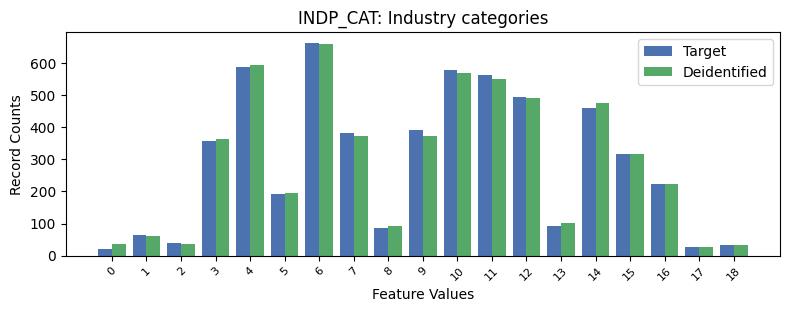 INDP_CAT: Industry categories
Target
Deidentified
Record Counts
600
500
400
300
200
100
0
0 1 2 3 4 5 6 7 8 9 10 11 12 13 14 15 16 17 18
Feature Values